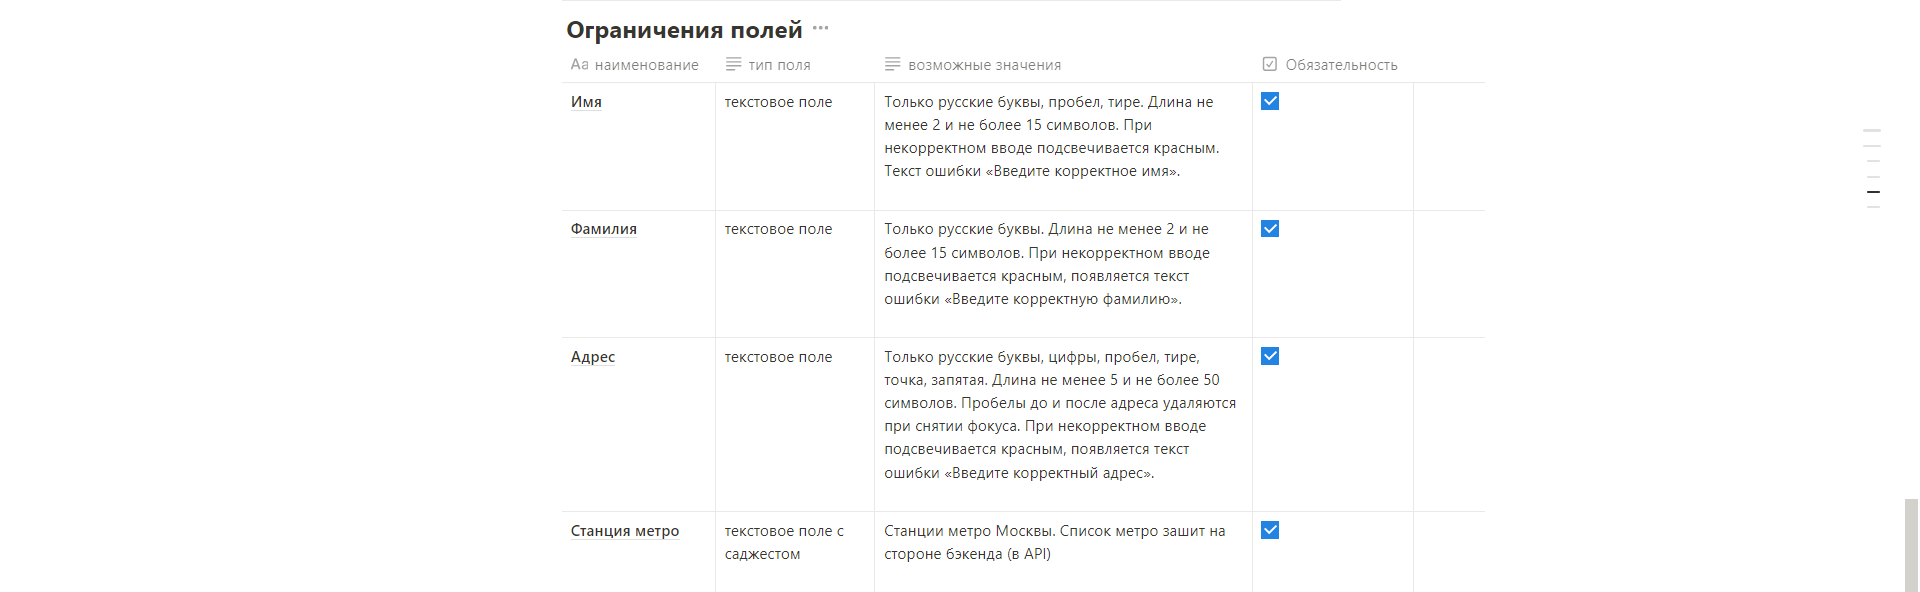 Ограничения полей ···
Aa наименование тип поля возможные значения Обязательность
Имя текстовое поле Только русские буквы, пробел, тире. Длина не
менее 2 и не более 15 символов. При
некорректном вводе подсвечивается красным.
Текст ошибки «Введите корректное имя».
Фамилия текстовое поле Только русские буквы. Длина не менее 2 и не
более 15 символов. При некорректном вводе
подсвечивается красным, появляется текст
ошибки «Введите корректную фамилию».
Адрес текстовое поле Только русские буквы, цифры, пробел, тире,
точка, запятая. Длина не менее 5 и не более 50
символов. Пробелы до и после адреса удаляются
при снятии фокуса. При некорректном вводе
подсвечивается красным, появляется текст
ошибки «Введите корректный адрес».
Станция метро текстовое поле с Станции метро Москвы. Список метро зашит на
саджестом стороне бэкенда (в API)